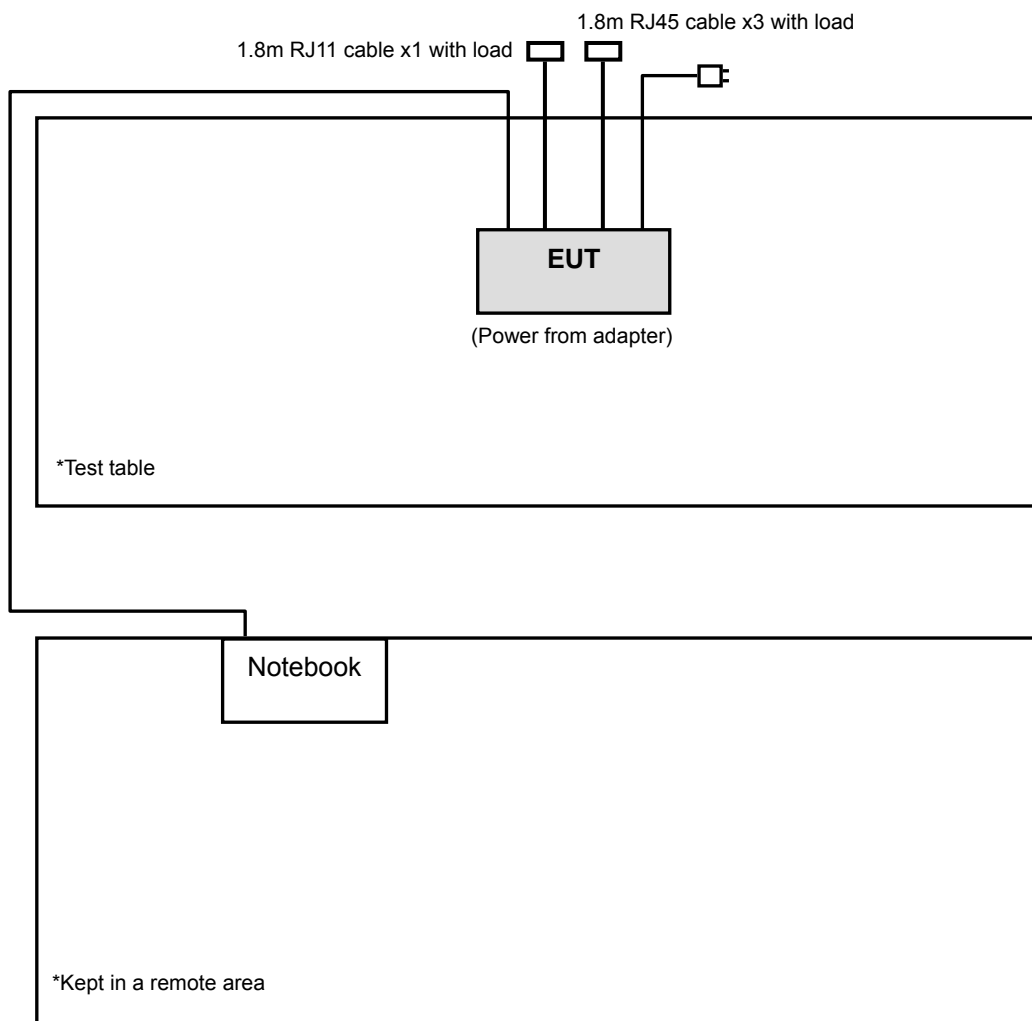 1.8m RJ45 cable x3 with load
1.8m RJ11 cable x1 with load
EUT
(Power from adapter)
*Test table
Notebook
*Kept in a remote area